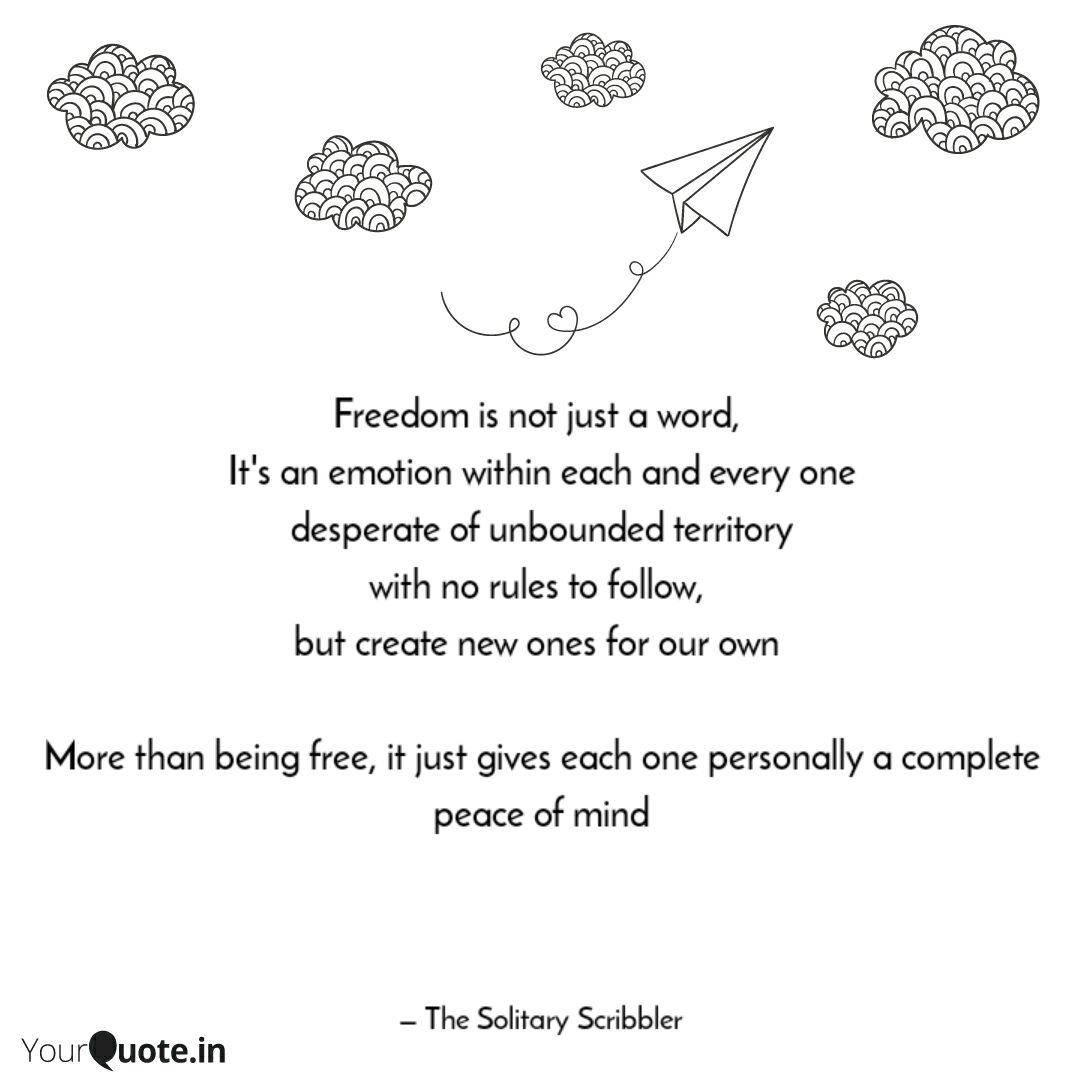 Freedom is not just a word,
It's an emotion within each and every one
desperate of unbounded territory
with no rules to follow,
but create new ones for our own
More than being free, it just gives each one personally a complete
peace of mind
– The Solitary Scribbler
YourQuote.in